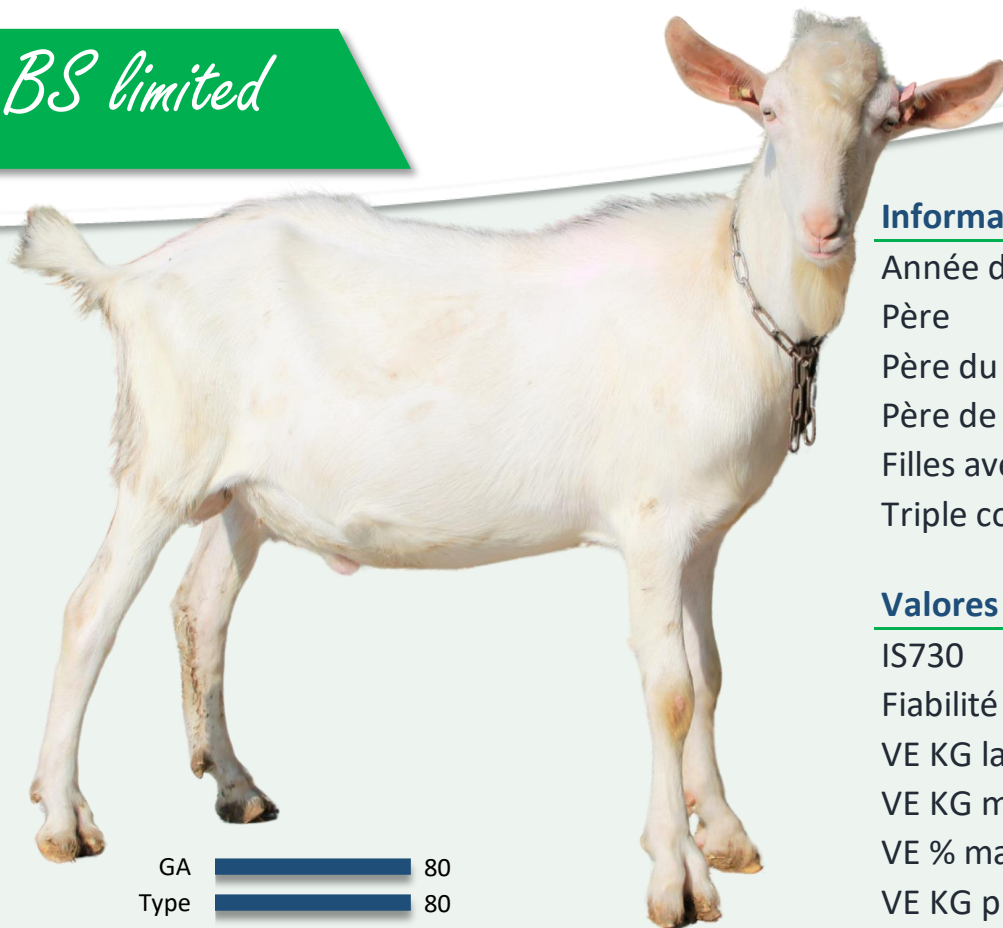 BS limited
Informa
Année d
Père
Père du
Père de
Filles ave
Triple co
Valores
IS730
Fiabilité
VE KG la
VE KG m
VE % ma
VE KG p
GA 80
Type 80